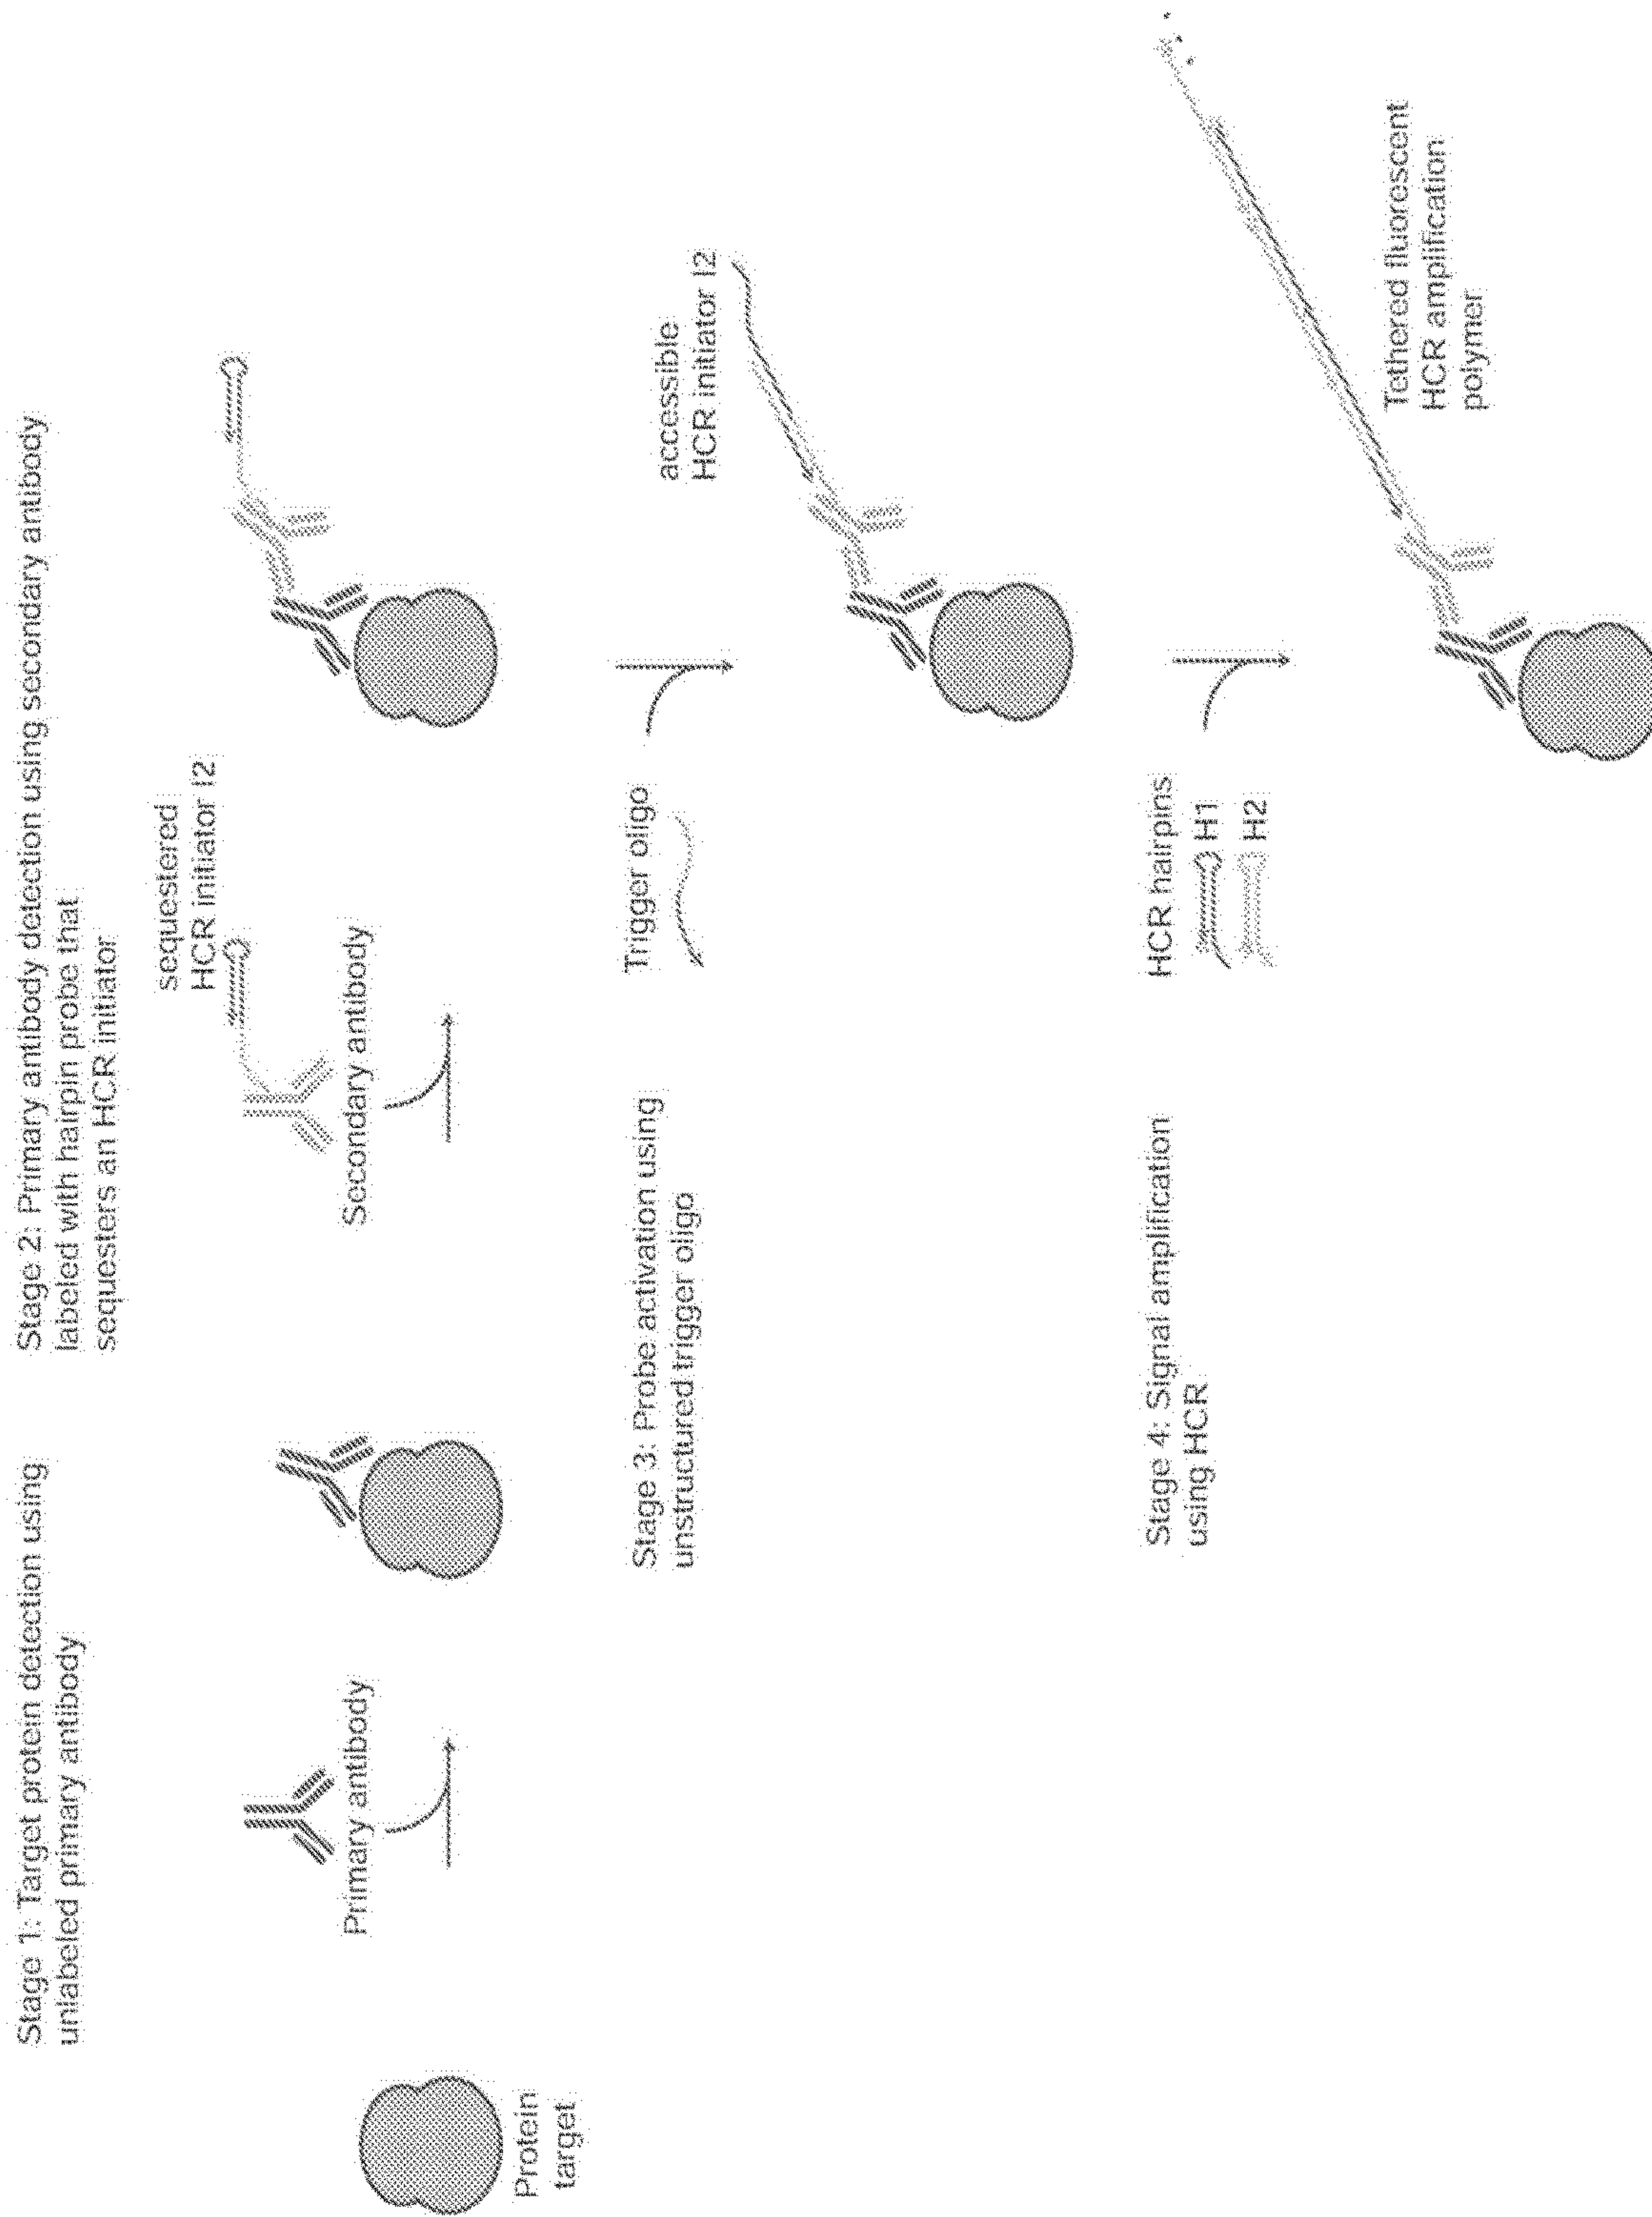 Stage 1: Target protein detection using
unlabeled primary antibody
Primary antibody
Protein
target
Stage 2: Primary antibody detection using secondary antibody
labeled with hairpin probe that
sequesters an HCR initiator
sequestered
HCR initiator I2
Secondary antibody
Stage 3: Probe activation using
unstructured trigger oligo
Trigger oligo
accessible
HCR initiator I2
Stage 4: Signal amplification
using HCR
HCR hairpins
H1
H2
Tethered fluorescent
HCR amplification
polymer